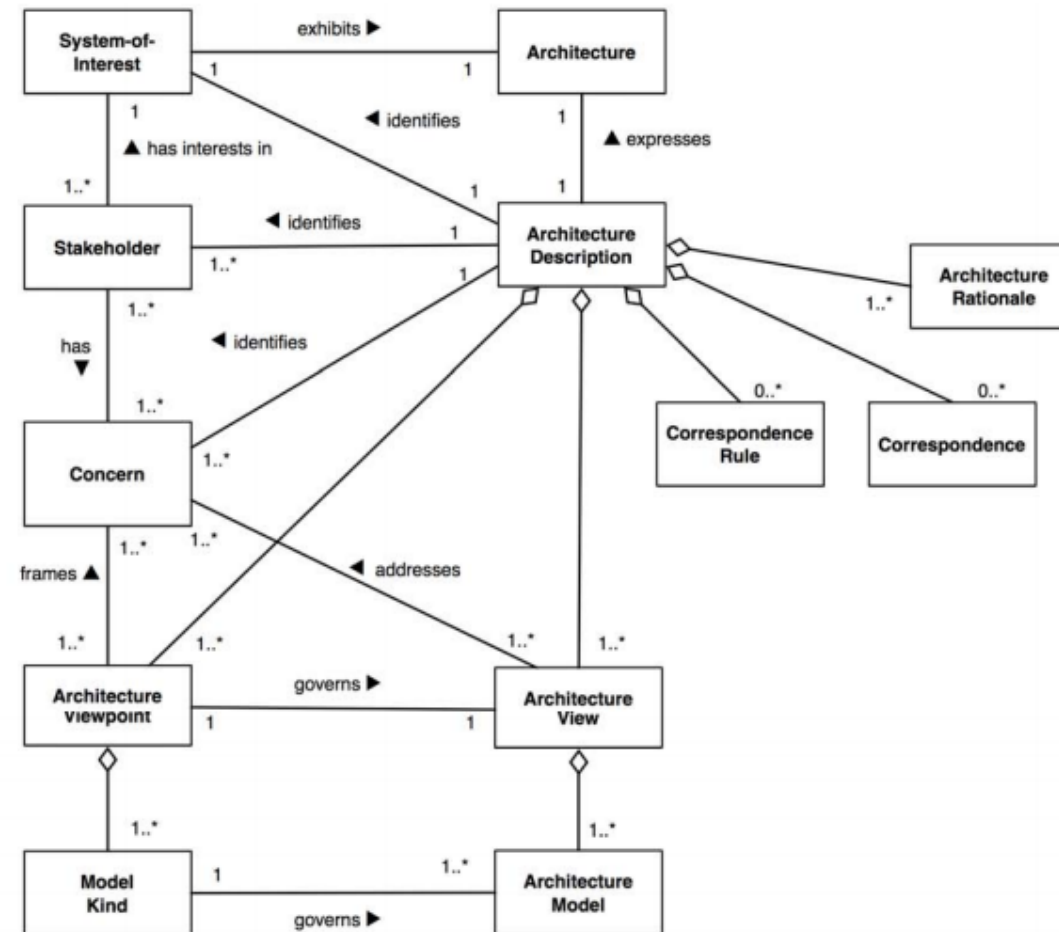 System-of-
Interest
exhibits ▶
Architecture
1
1
1
◀ identifies
1
▲ has interests in
▲ expresses
1..*
1
1
Stakeholder
◀ identifies
1
1..*
Architecture
Description
1..*
1
Architecture
Rationale
1..*
has
▼
◀ identifies
1..*
1..*
0..*
0..*
Concern
Correspondence
Rule
Correspondence
1..*
1..*
frames ▲
◀ addresses
1..*
1..*
1..*
1..*
Architecture
Viewpoint
governs ▶
1
1
Architecture
View
1..*
1..*
Model
Kind
1
1..*
governs ▶
Architecture
Model